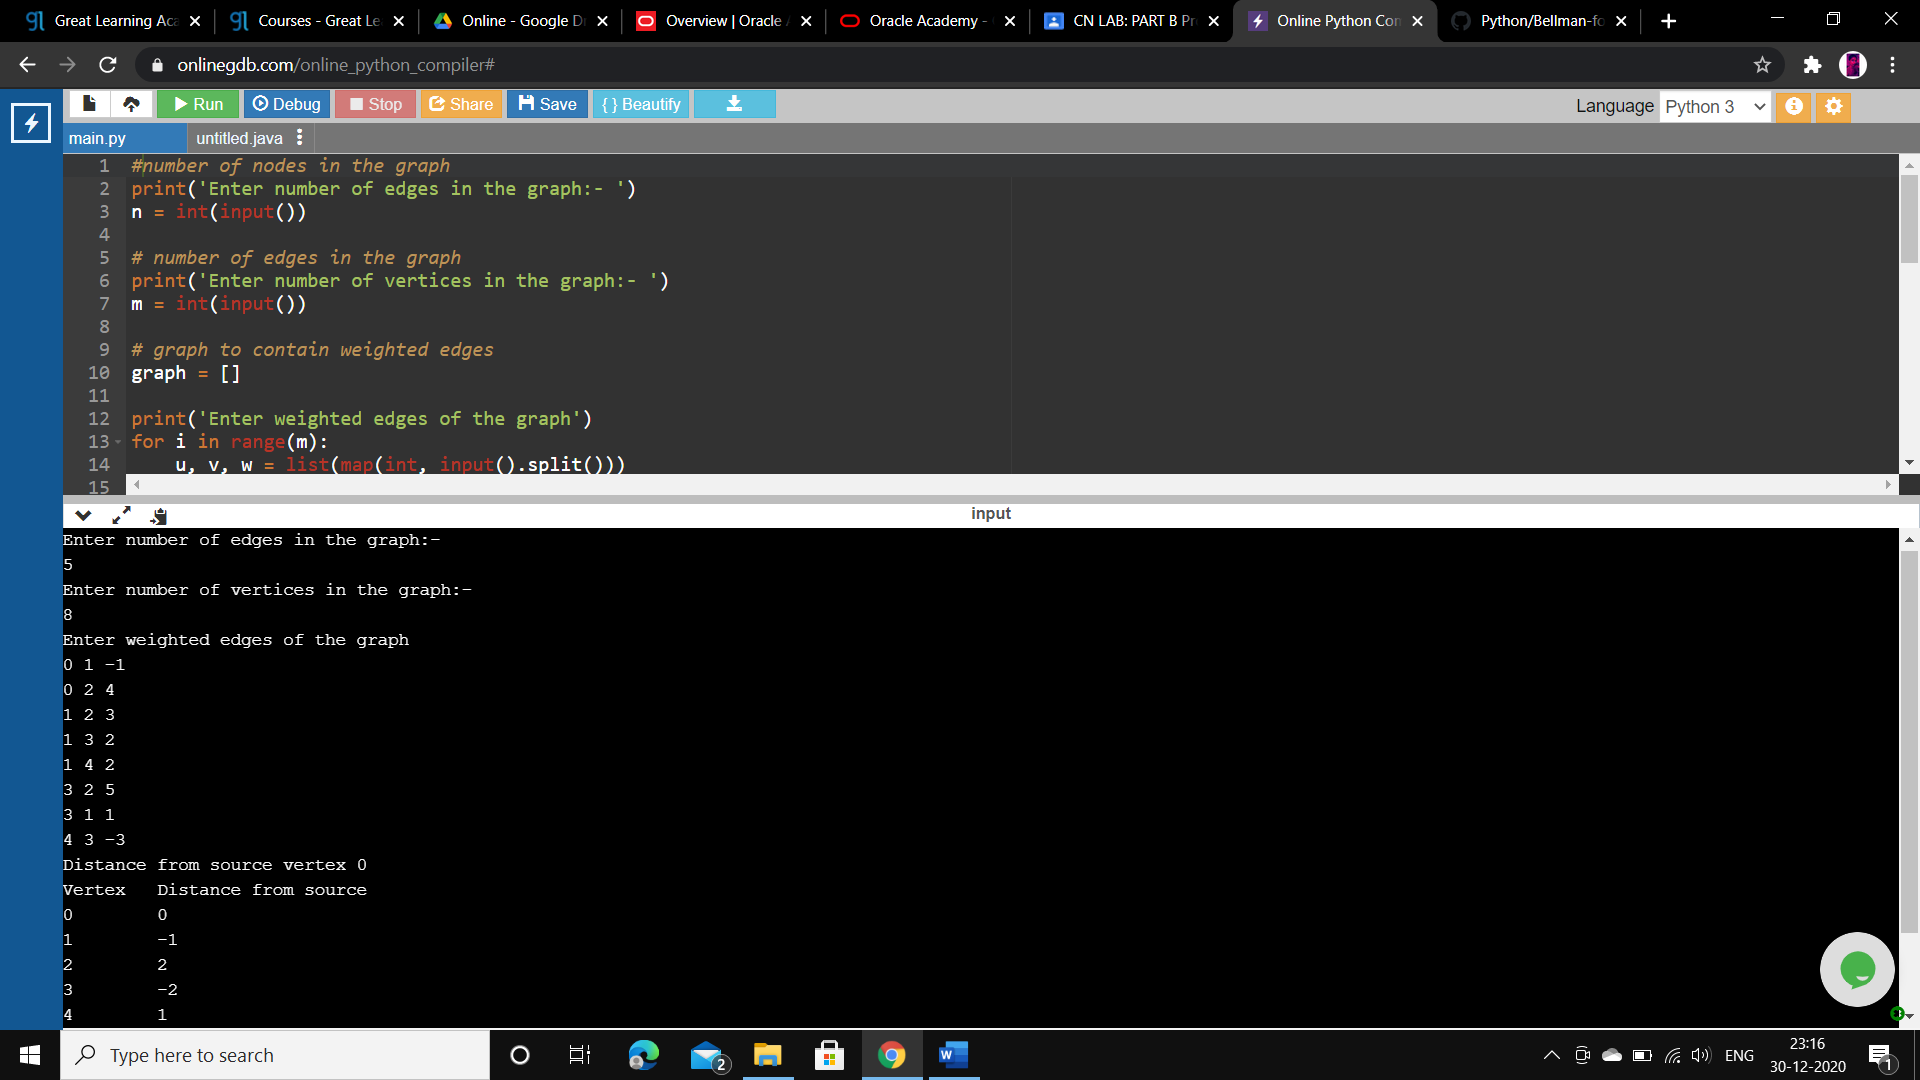 Great Learning Aca
Courses - Great Le
Online - Google Dr
Overview | Oracle A
Oracle Academy -
CN LAB: PART B Pr
Online Python Con
Python/Bellman-fo
onlinegdb.com/online_python_compiler#
Run
Debug
Stop
Share
Save
{ } Beautify
Language Python 3
main.py
untitled.java
1 #number of nodes in the graph
2 print('Enter number of edges in the graph:- ')
3 n = int(input())
4
5 # number of edges in the graph
6 print('Enter number of vertices in the graph:- ')
7 m = int(input())
8
9 # graph to contain weighted edges
10 graph = []
11
12 print('Enter weighted edges of the graph')
13 for i in range(m):
14     u, v, w = list(map(int, input().split()))
15
input
Enter number of edges in the graph:-
5
Enter number of vertices in the graph:-
8
Enter weighted edges of the graph
0 1 -1
0 2 4
1 2 3
1 3 2
1 4 2
3 2 5
3 1 1
4 3 -3
Distance from source vertex 0
Vertex   Distance from source
0        0
1        -1
2        2
3        -2
4        1
Type here to search
2
ENG
23:16
30-12-2020
1